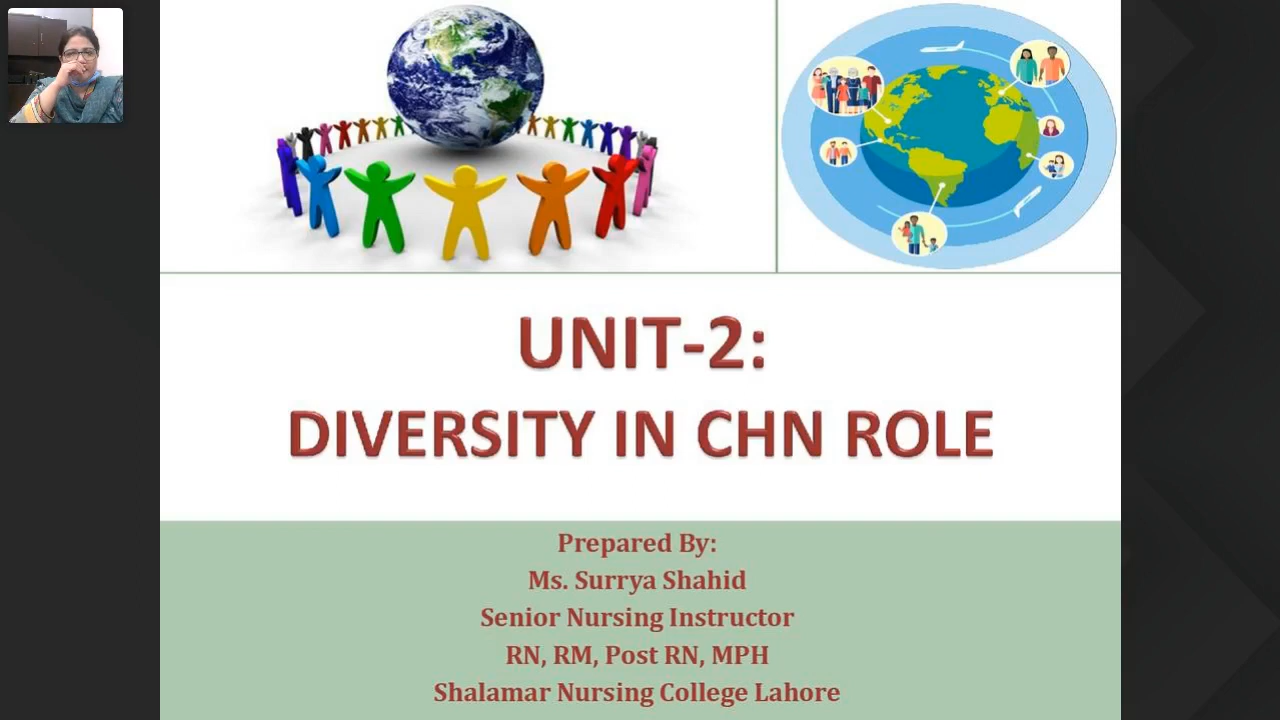 UNIT-2:
DIVERSITY IN CHN ROLE
Prepared By:
Ms. Surrya Shahid
Senior Nursing Instructor
RN, RM, Post RN, MPH
Shalamar Nursing College Lahore